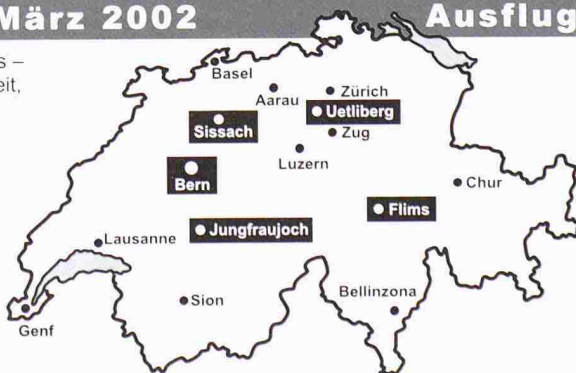 März 2002 Ausflug
s –
eit,
Basel
Aarau
Zürich
Uetliberg
Sissach
Zug
Luzern
Bern
Chur
Flims
Jungfraujoch
Lausanne
Sion
Bellinzona
Genf